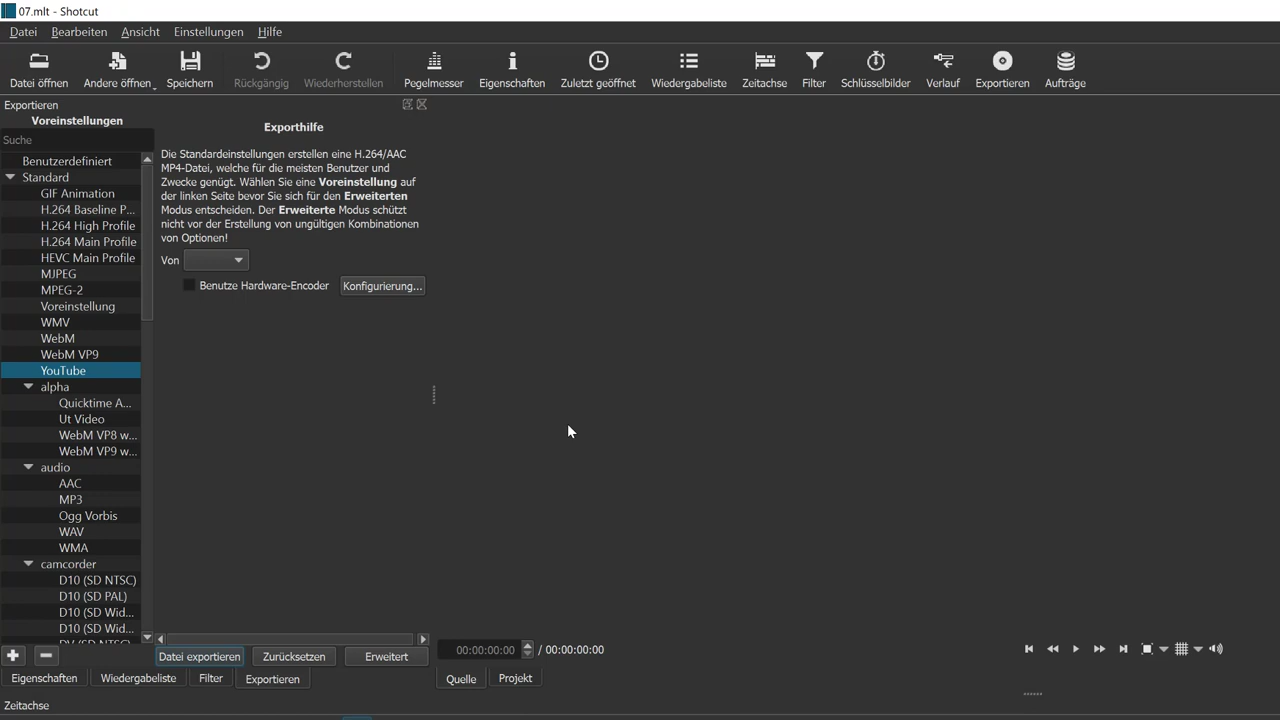 07.mlt - Shotcut
Datei Bearbeiten Ansicht Einstellungen Hilfe
Datei öffnen Andere öffnen Speichern Rückgängig Wiederherstellen Pegelmesser Eigenschaften Zuletzt geöffnet Wiedergabeliste Zeitachse Filter Schlüsselbilder Verlauf Exportieren Aufträge
Exportieren
Voreinstellungen
Suche
Benutzerdefiniert
Standard
GIF Animation
H.264 Baseline P...
H.264 High Profile
H.264 Main Profile
HEVC Main Profile
MJPEG
MPEG-2
Voreinstellung
WMV
WebM
WebM VP9
YouTube
alpha
Quicktime A...
Ut Video
WebM VP8 w...
WebM VP9 w...
audio
AAC
MP3
Ogg Vorbis
WAV
WMA
camcorder
D10 (SD NTSC)
D10 (SD PAL)
D10 (SD Wid...
D10 (SD Wid...
DV (SD NTSC)
Exporthilfe
Die Standardeinstellungen erstellen eine H.264/AAC
MP4-Datei, welche für die meisten Benutzer und
Zwecke genügt. Wählen Sie eine Voreinstellung auf
der linken Seite bevor Sie sich für den Erweiterten
Modus entscheiden. Der Erweiterte Modus schützt
nicht vor der Erstellung von ungültigen Kombinationen
von Optionen!
Von
Benutze Hardware-Encoder Konfigurierung...
Datei exportieren Zurücksetzen Erweitert
00:00:00:00 / 00:00:00:00
Eigenschaften Wiedergabeliste Filter Exportieren
Quelle Projekt
Zeitachse